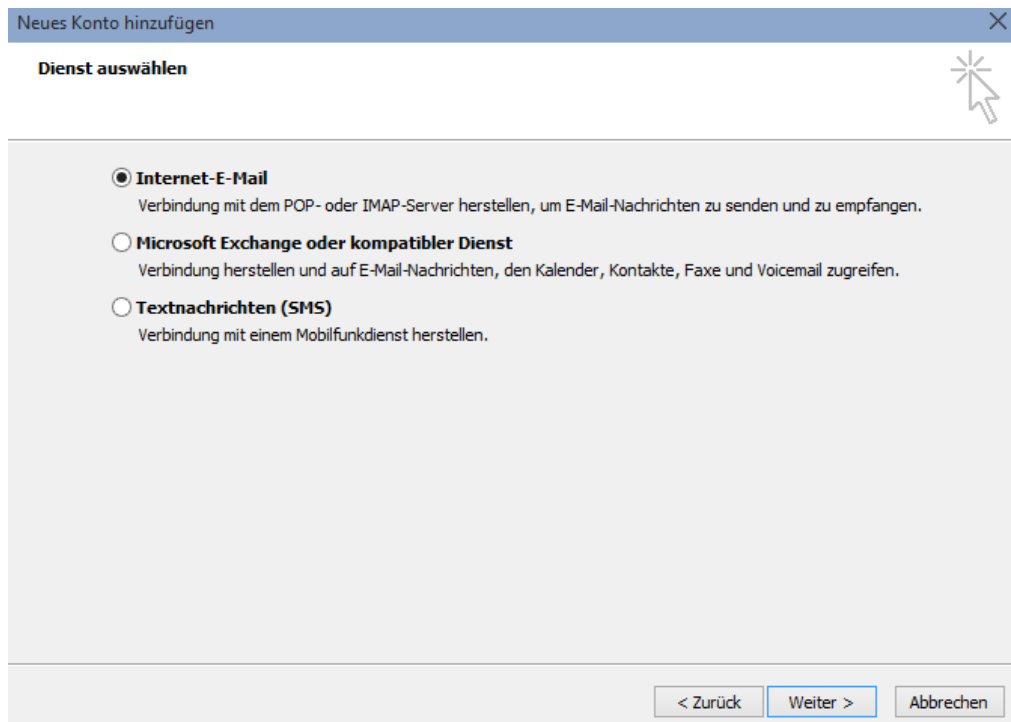 Neues Konto hinzufügen
Dienst auswählen
Internet-E-Mail
Verbindung mit dem POP- oder IMAP-Server herstellen, um E-Mail-Nachrichten zu senden und zu empfangen.
Microsoft Exchange oder kompatibler Dienst
Verbindung herstellen und auf E-Mail-Nachrichten, den Kalender, Kontakte, Faxe und Voicemail zugreifen.
Textnachrichten (SMS)
Verbindung mit einem Mobilfunkdienst herstellen.
< Zurück Weiter > Abbrechen